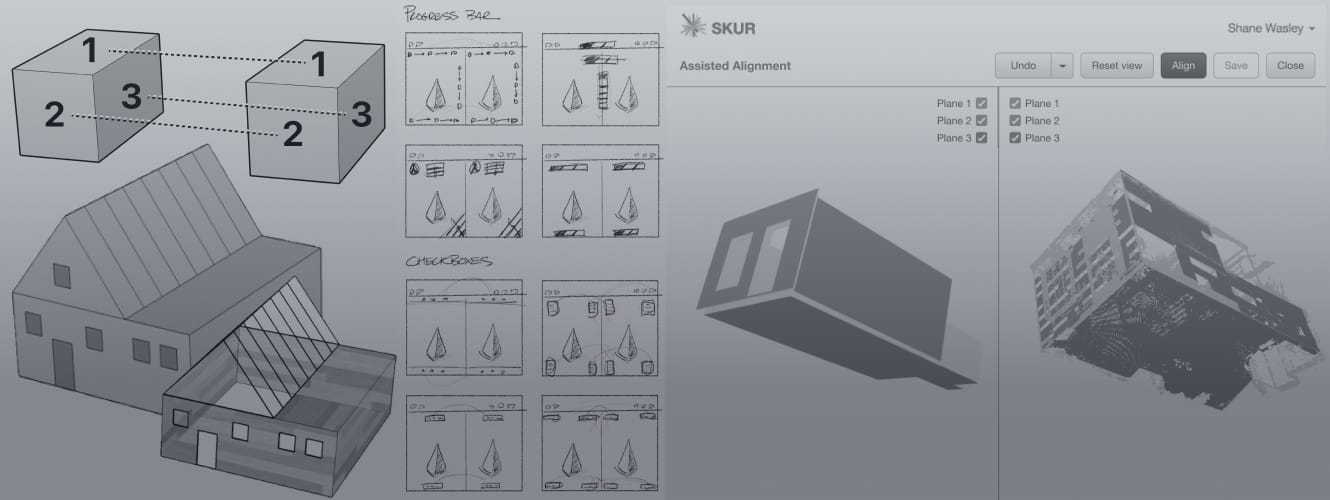 1
1
2
3
2
3
PROGRESS BAR
CHECKBOXES
SKUR
Shane Wasley
Assisted Alignment
Undo
Reset view
Align
Save
Close
Plane 1
Plane 1
Plane 2
Plane 2
Plane 3
Plane 3